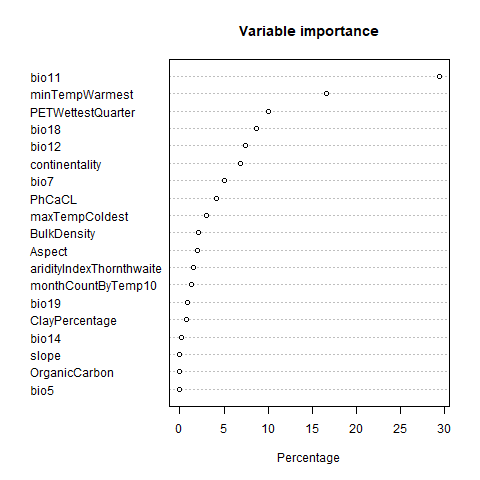 Variable importance
bio11
minTempWarmest
PETWettestQuarter
bio18
bio12
continentality
bio7
PhCaCL
maxTempColdest
BulkDensity
Aspect
aridityIndexThornthwaite
monthCountByTemp10
bio19
ClayPercentage
bio14
slope
OrganicCarbon
bio5
0 5 10 15 20 25 30
Percentage